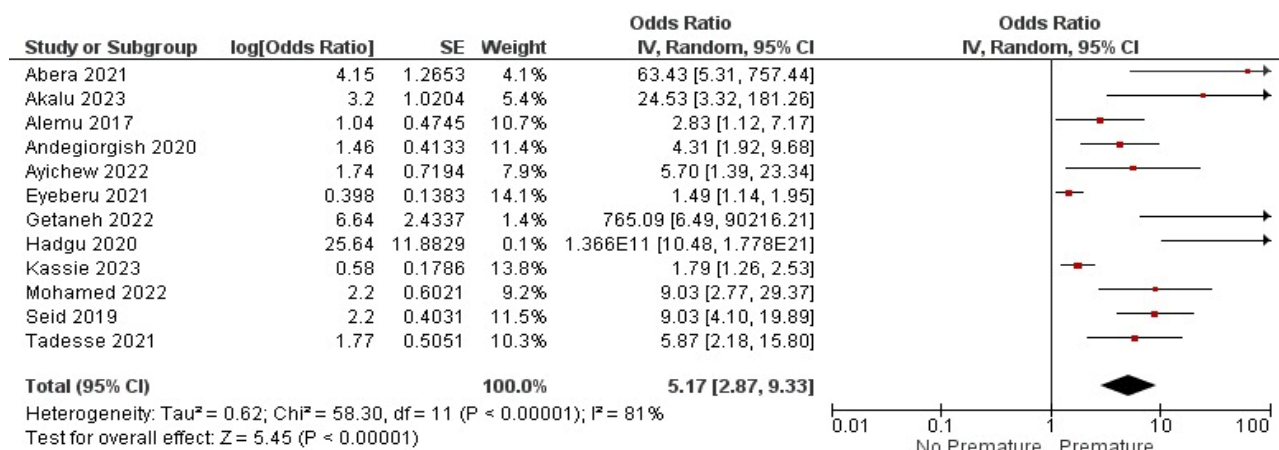 Odds Ratio Odds Ratio
Study or Subgroup log[Odds Ratio] SE Weight IV, Random, 95% CI IV, Random, 95% CI
Abera 2021 4.15 1.2653 4.1% 63.43 [5.31, 757.44]
Akalu 2023 3.2 1.0204 5.4% 24.53 [3.32, 181.26]
Alemu 2017 1.04 0.4745 10.7% 2.83 [1.12, 7.17]
Andegiorgish 2020 1.46 0.4133 11.4% 4.31 [1.92, 9.68]
Ayichew 2022 1.74 0.7194 7.9% 5.70 [1.39, 23.34]
Eyeberu 2021 0.398 0.1383 14.1% 1.49 [1.14, 1.95]
Getaneh 2022 6.64 2.4337 1.4% 765.09 [6.49, 90216.21]
Hadgu 2020 25.64 11.8829 0.1% 1.366E11 [10.48, 1.778E21]
Kassie 2023 0.58 0.1786 13.8% 1.79 [1.26, 2.53]
Mohamed 2022 2.2 0.6021 9.2% 9.03 [2.77, 29.37]
Seid 2019 2.2 0.4031 11.5% 9.03 [4.10, 19.89]
Tadesse 2021 1.77 0.5051 10.3% 5.87 [2.18, 15.80]
Total (95% CI) 100.0% 5.17 [2.87, 9.33]
Heterogeneity: Tau² = 0.62; Chi² = 58.30, df = 11 (P < 0.00001); I² = 81%
Test for overall effect: Z = 5.45 (P < 0.00001)
0.01 0.1 1 10 100
No Premature Premature